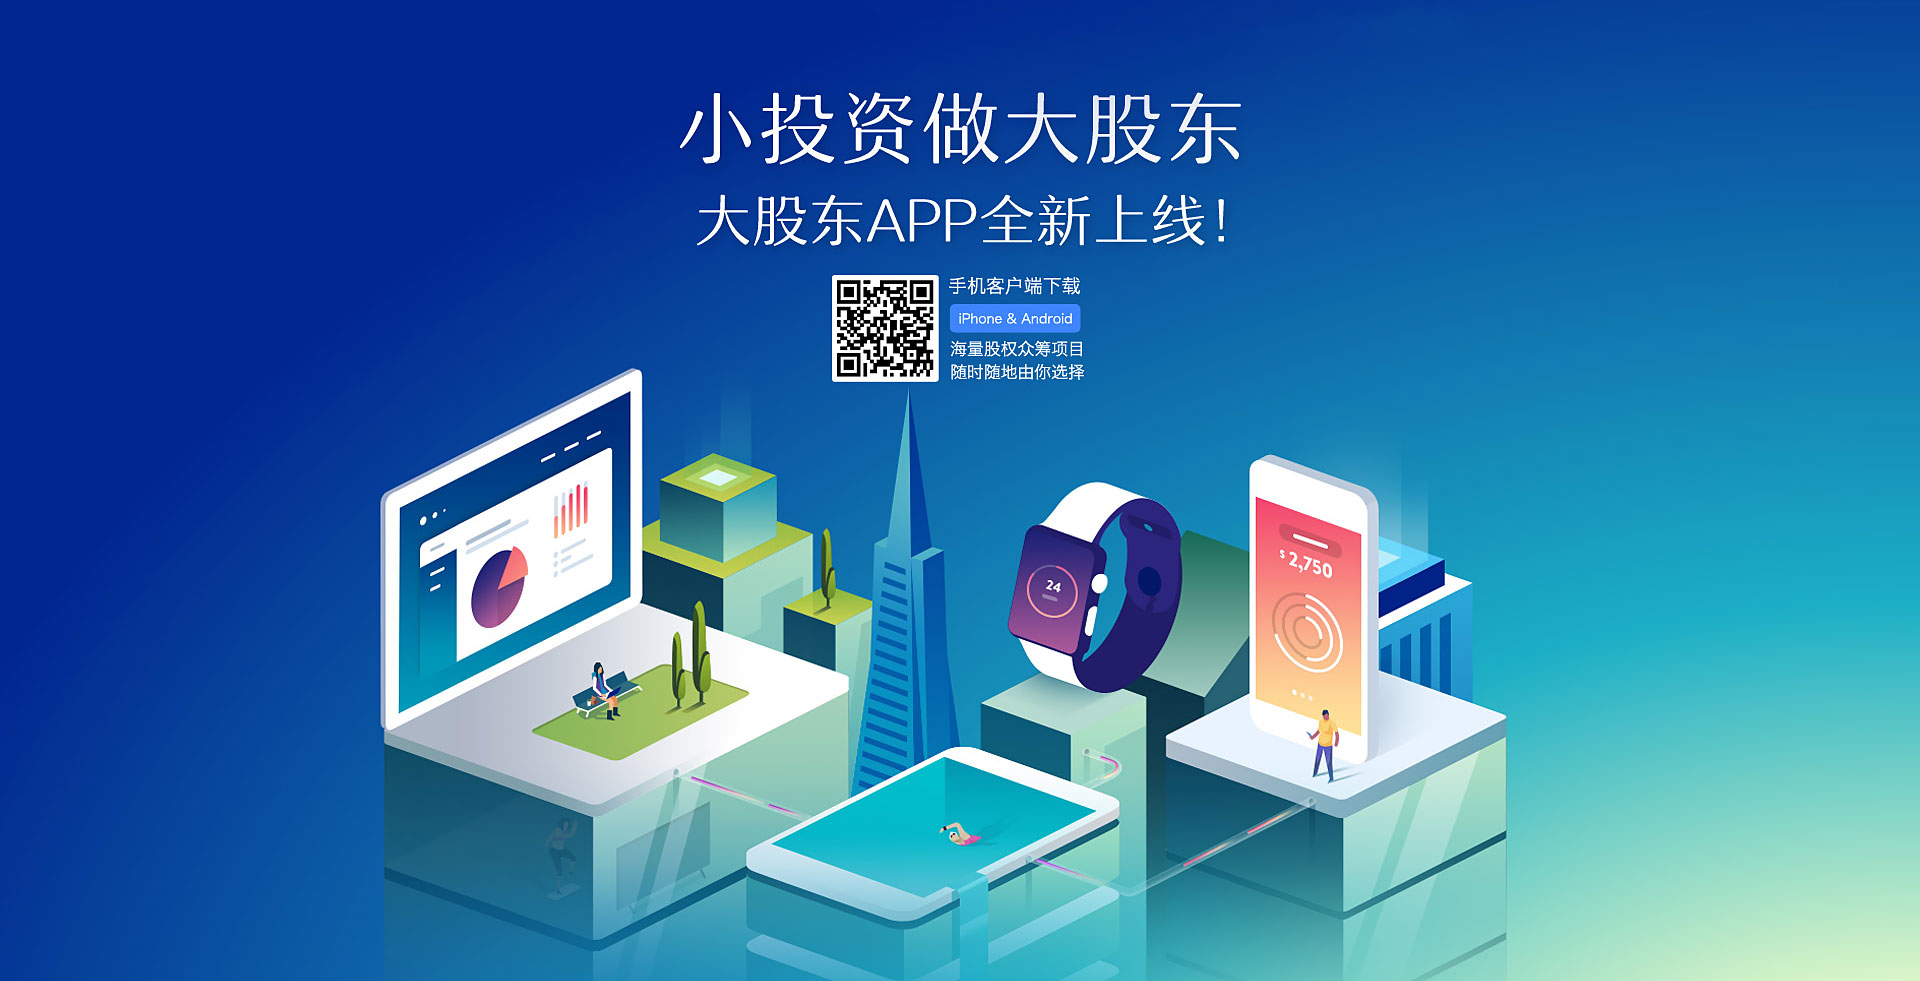 小投资做大股东
大股东APP全新上线！
手机客户端下载
iPhone & Android
海量股权众筹项目
随时随地由你选择
24
$ 2,750